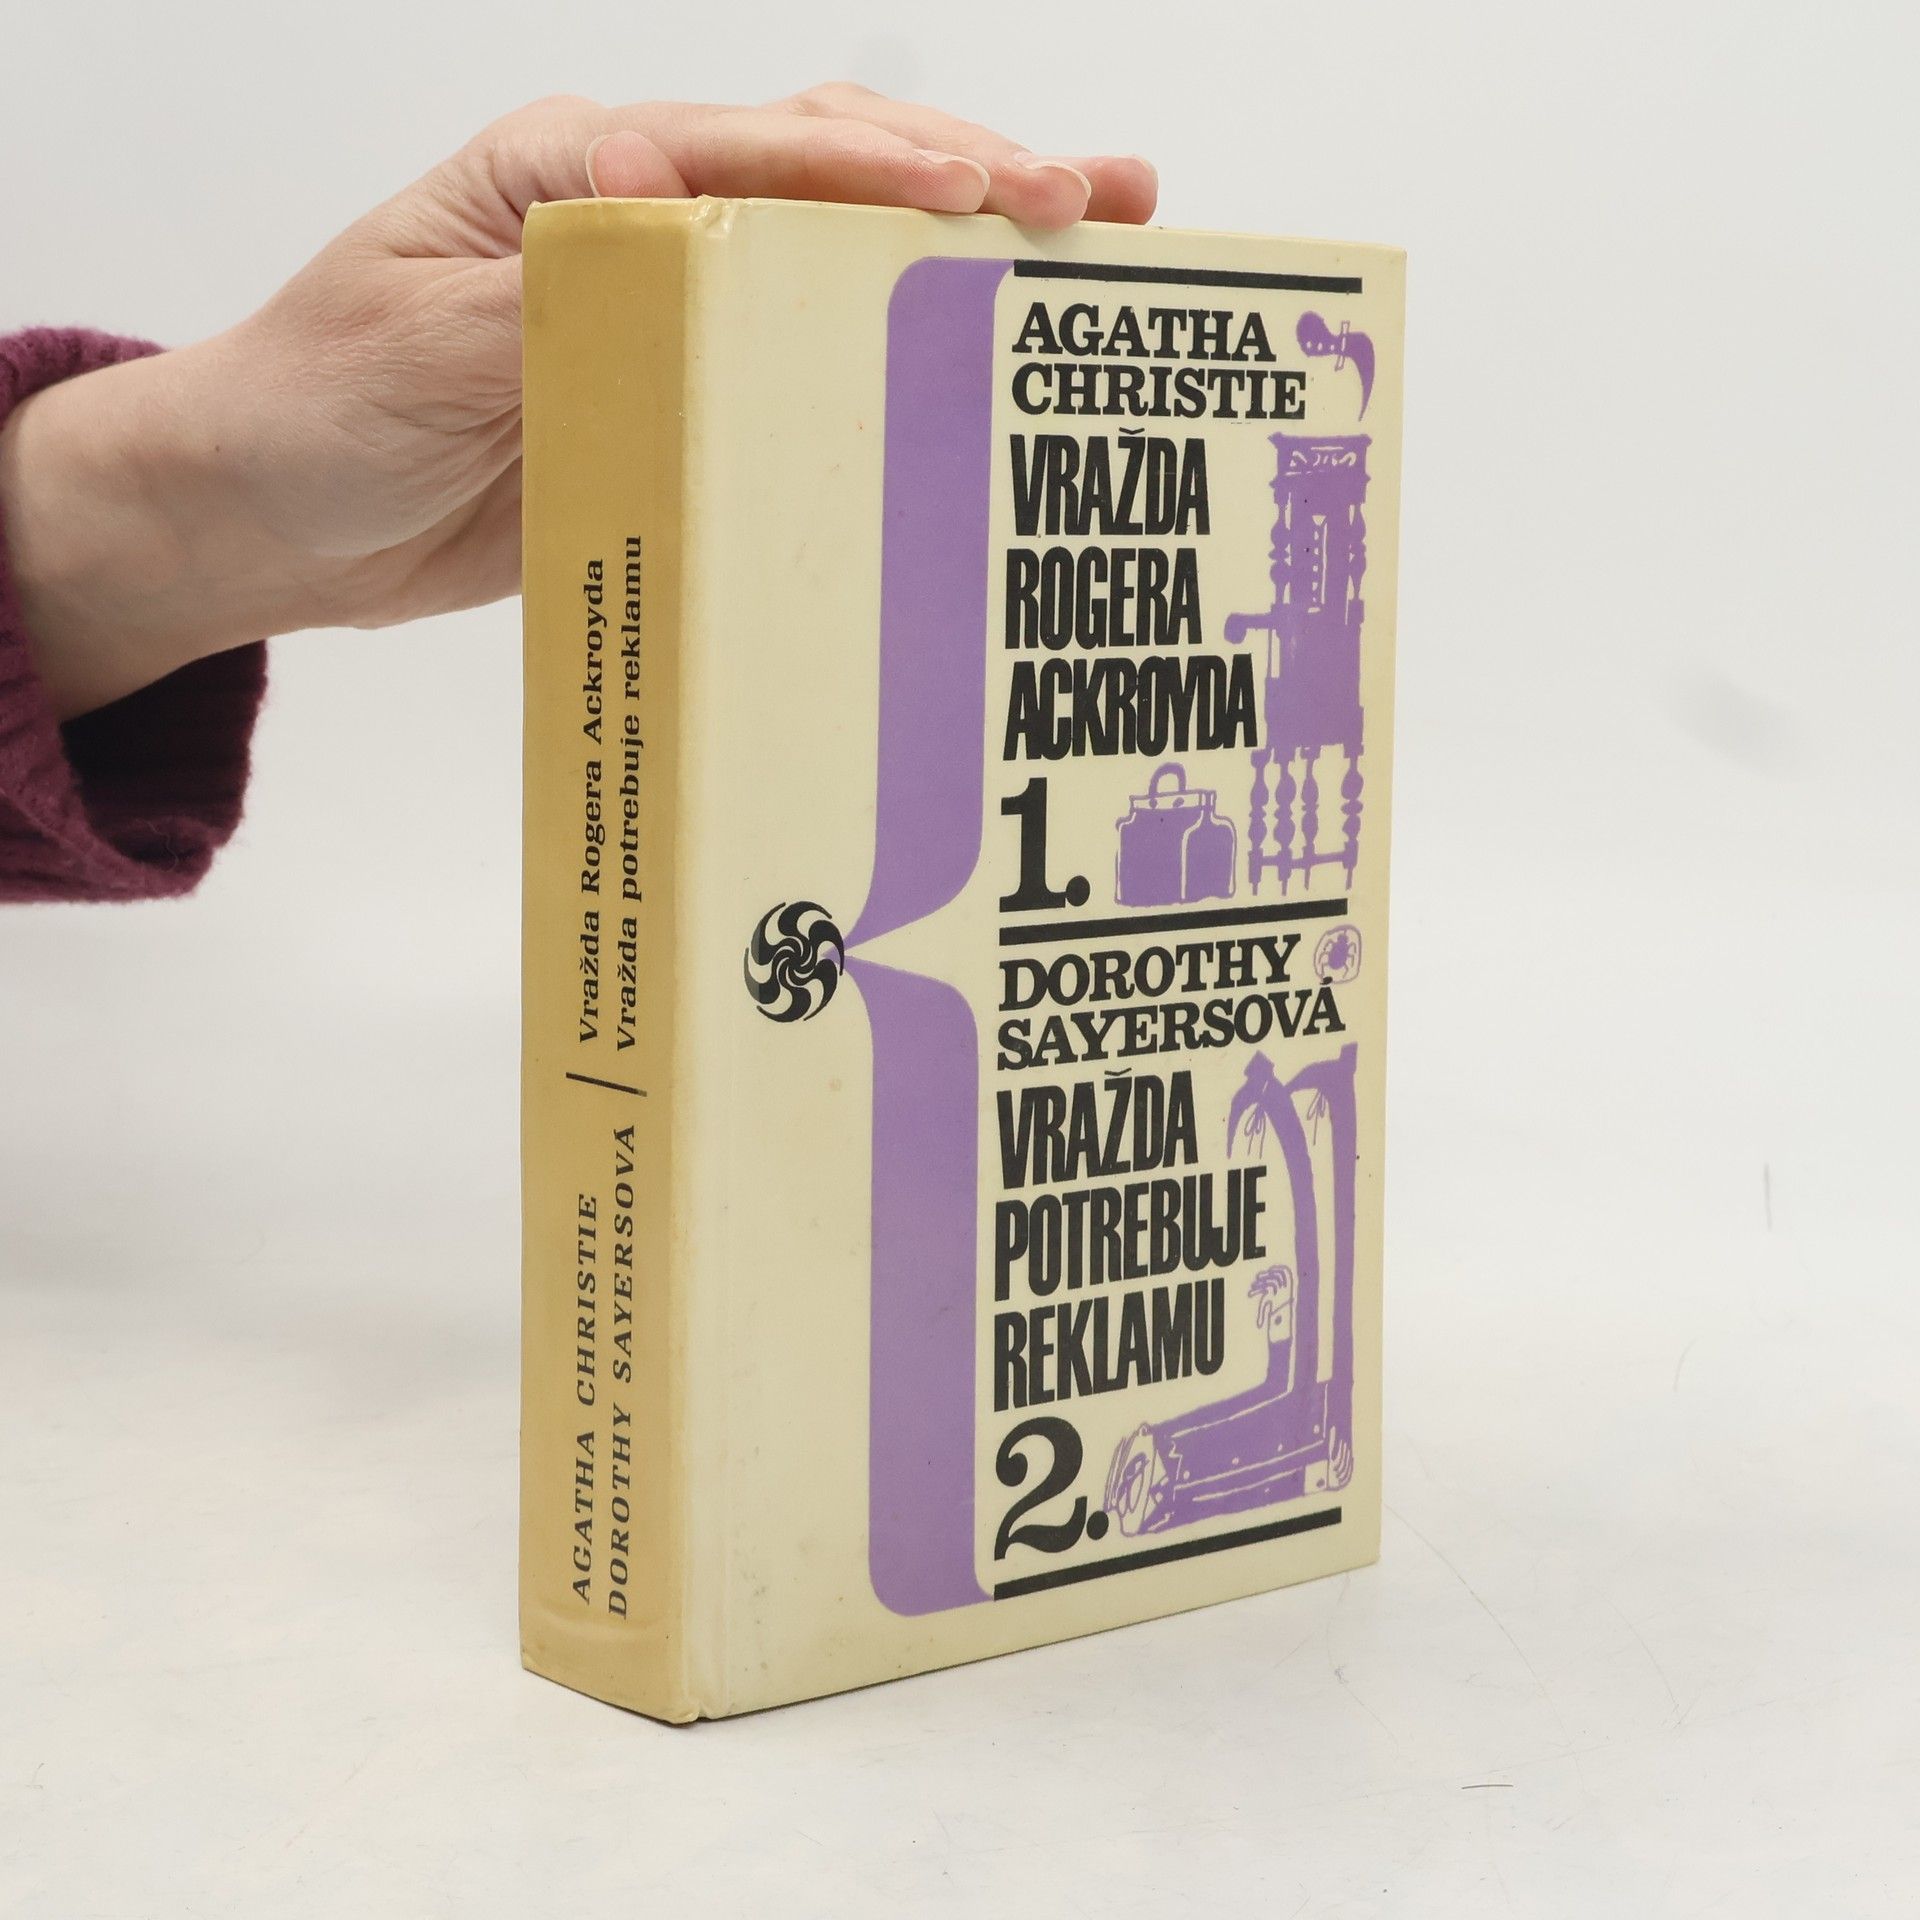 AGATHA CHRISTIE Vražda Rogera Ackroyda
DOROTHY SAYERSOVÁ Vražda potrebuje reklamu
AGATHA
CHRISTIE
VRAŽDA
ROGERA
ACKROYDA
1.
DOROTHY
SAYERSOVÁ
VRAŽDA
POTREBUJE
REKLAMU
2.